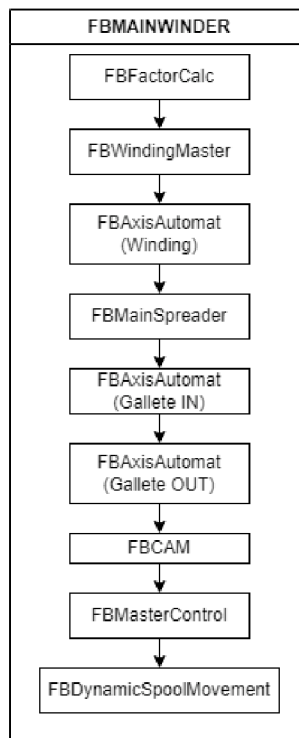 FBMAINWINDER
FBFactorCalc
FBWindingMaster
FBAxisAutomat
(Winding)
FBMainSpreader
FBAxisAutomat
(Gallete IN)
FBAxisAutomat
(Gallete OUT)
FBCAM
FBMasterControl
FBDynamicSpoolMovement